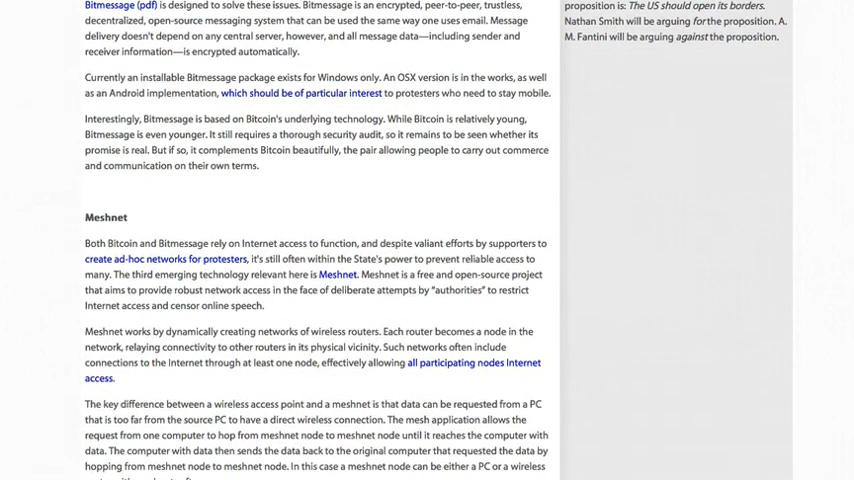 Bitmessage (pdf) is designed to solve these issues. Bitmessage is an encrypted, peer-to-peer, trustless,
decentralized, open-source messaging system that can be used the same way one uses email. Message
delivery doesn't depend on any central server, however, and all message data—including sender and
receiver information—is encrypted automatically.
Currently an installable Bitmessage package exists for Windows only. An OSX version is in the works, as well
as an Android implementation, which should be of particular interest to protesters who need to stay mobile.
Interestingly, Bitmessage is based on Bitcoin's underlying technology. While Bitcoin is relatively young,
Bitmessage is even younger. It still requires a thorough security audit, so it remains to be seen whether its
promise is real. But if so, it complements Bitcoin beautifully, the pair allowing people to carry out commerce
and communication on their own terms.
Meshnet
Both Bitcoin and Bitmessage rely on Internet access to function, and despite valiant efforts by supporters to
create ad-hoc networks for protesters, it's still often within the State's power to prevent reliable access to
many. The third emerging technology relevant here is Meshnet. Meshnet is a free and open-source project
that aims to provide robust network access in the face of deliberate attempts by "authorities" to restrict
Internet access and censor online speech.
Meshnet works by dynamically creating networks of wireless routers. Each router becomes a node in the
network, relaying connectivity to other routers in its physical vicinity. Such networks often include
connections to the Internet through at least one node, effectively allowing all participating nodes Internet
access.
The key difference between a wireless access point and a meshnet is that data can be requested from a PC
that is too far from the source PC to have a direct wireless connection. The mesh application allows the
request from one computer to hop from meshnet node to meshnet node until it reaches the computer with
data. The computer with data then sends the data back to the original computer that requested the data by
hopping from meshnet node to meshnet node. In this case a meshnet node can be either a PC or a wireless
proposition is: The US should open its borders.
Nathan Smith will be arguing for the proposition. A.
M. Fantini will be arguing against the proposition.